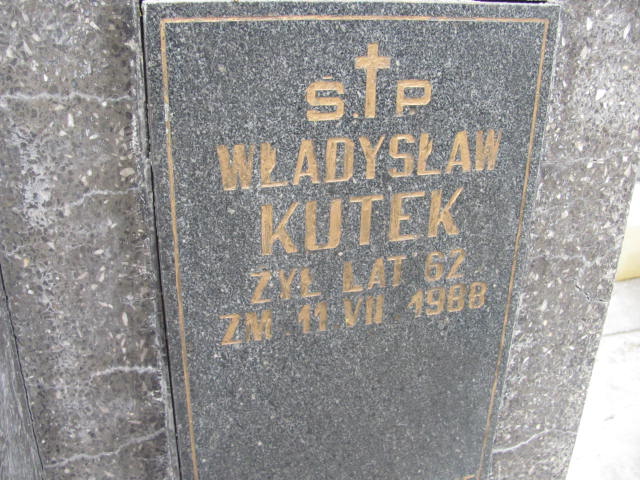 Ś.P.
WŁADYSŁAW
KUTEK
ŻYŁ LAT 62
ZM 11 VII 1988